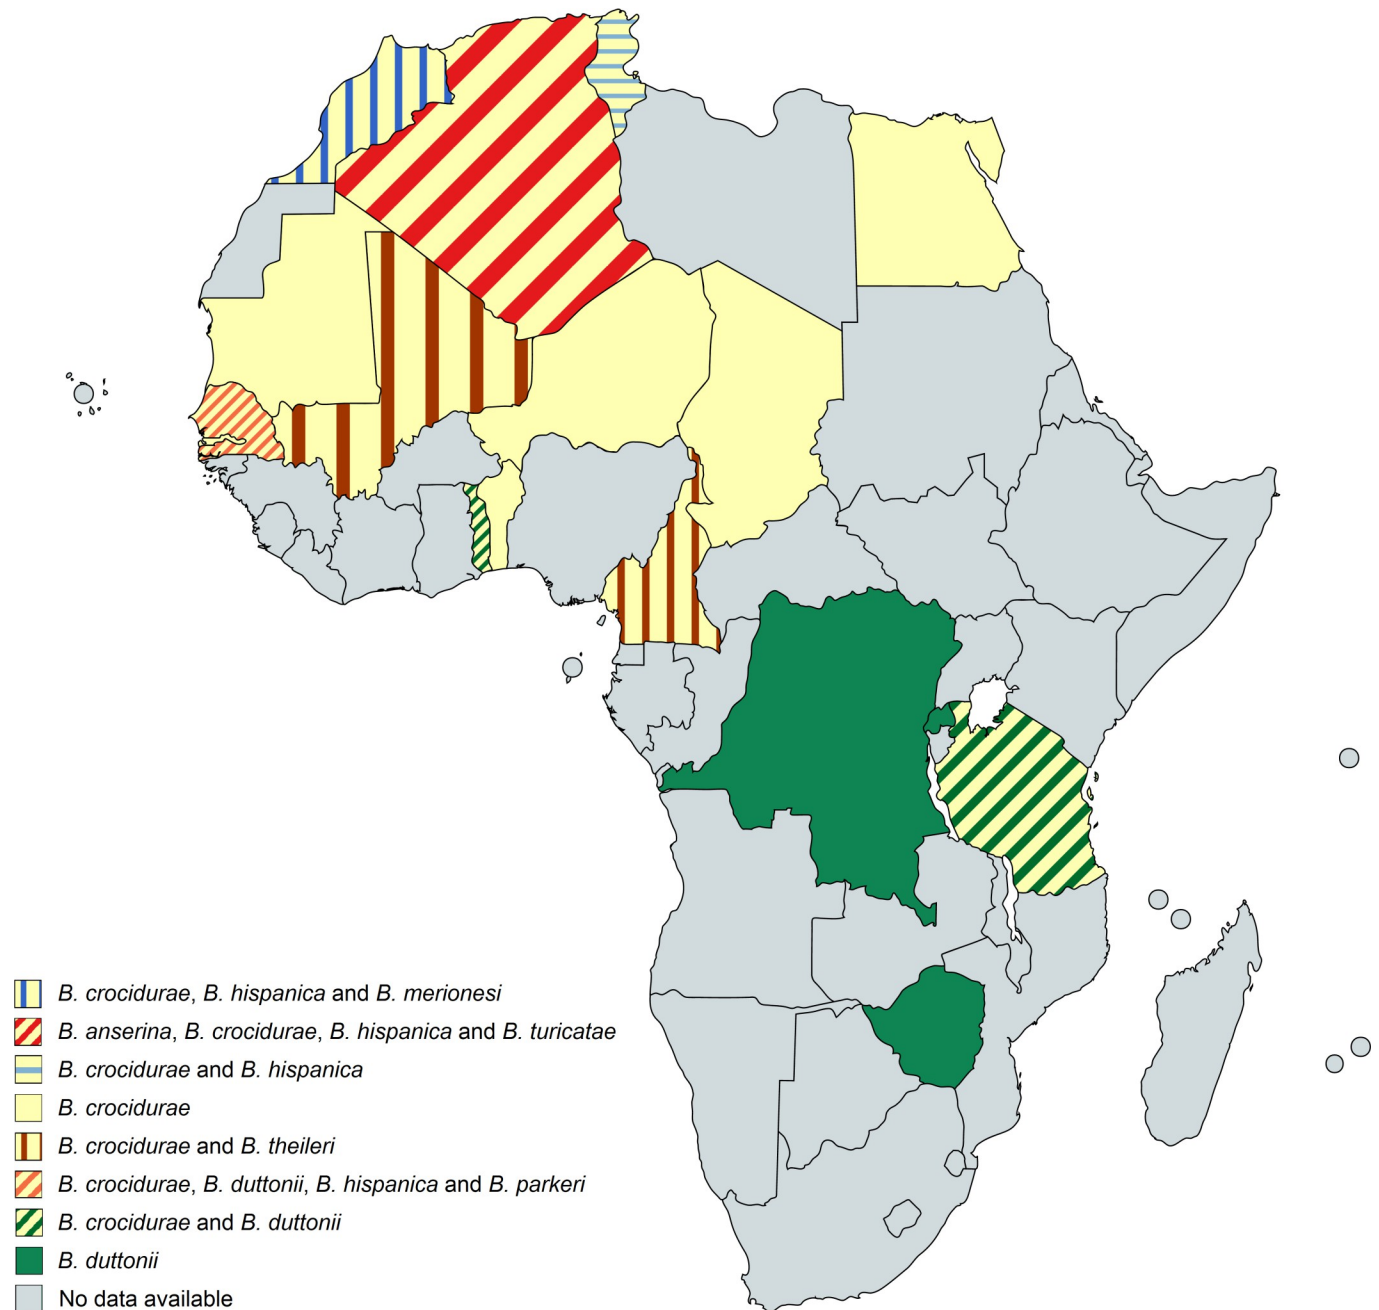 B. crocidurae, B. hispanica and B. merionesi
B. anserina, B. crocidurae, B. hispanica and B. turicatae
B. crocidurae and B. hispanica
B. crocidurae
B. crocidurae and B. theileri
B. crocidurae, B. duttonii, B. hispanica and B. parkeri
B. crocidurae and B. duttonii
B. duttonii
No data available